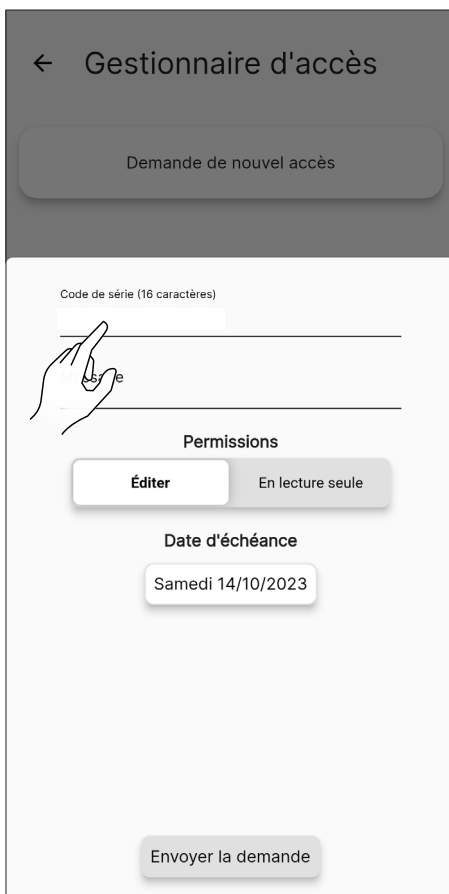 Gestionnaire d'accès
Demande de nouvel accès
Code de série (16 caractères)
Permissions
Éditer
En lecture seule
Date d'échéance
Samedi 14/10/2023
Envoyer la demande